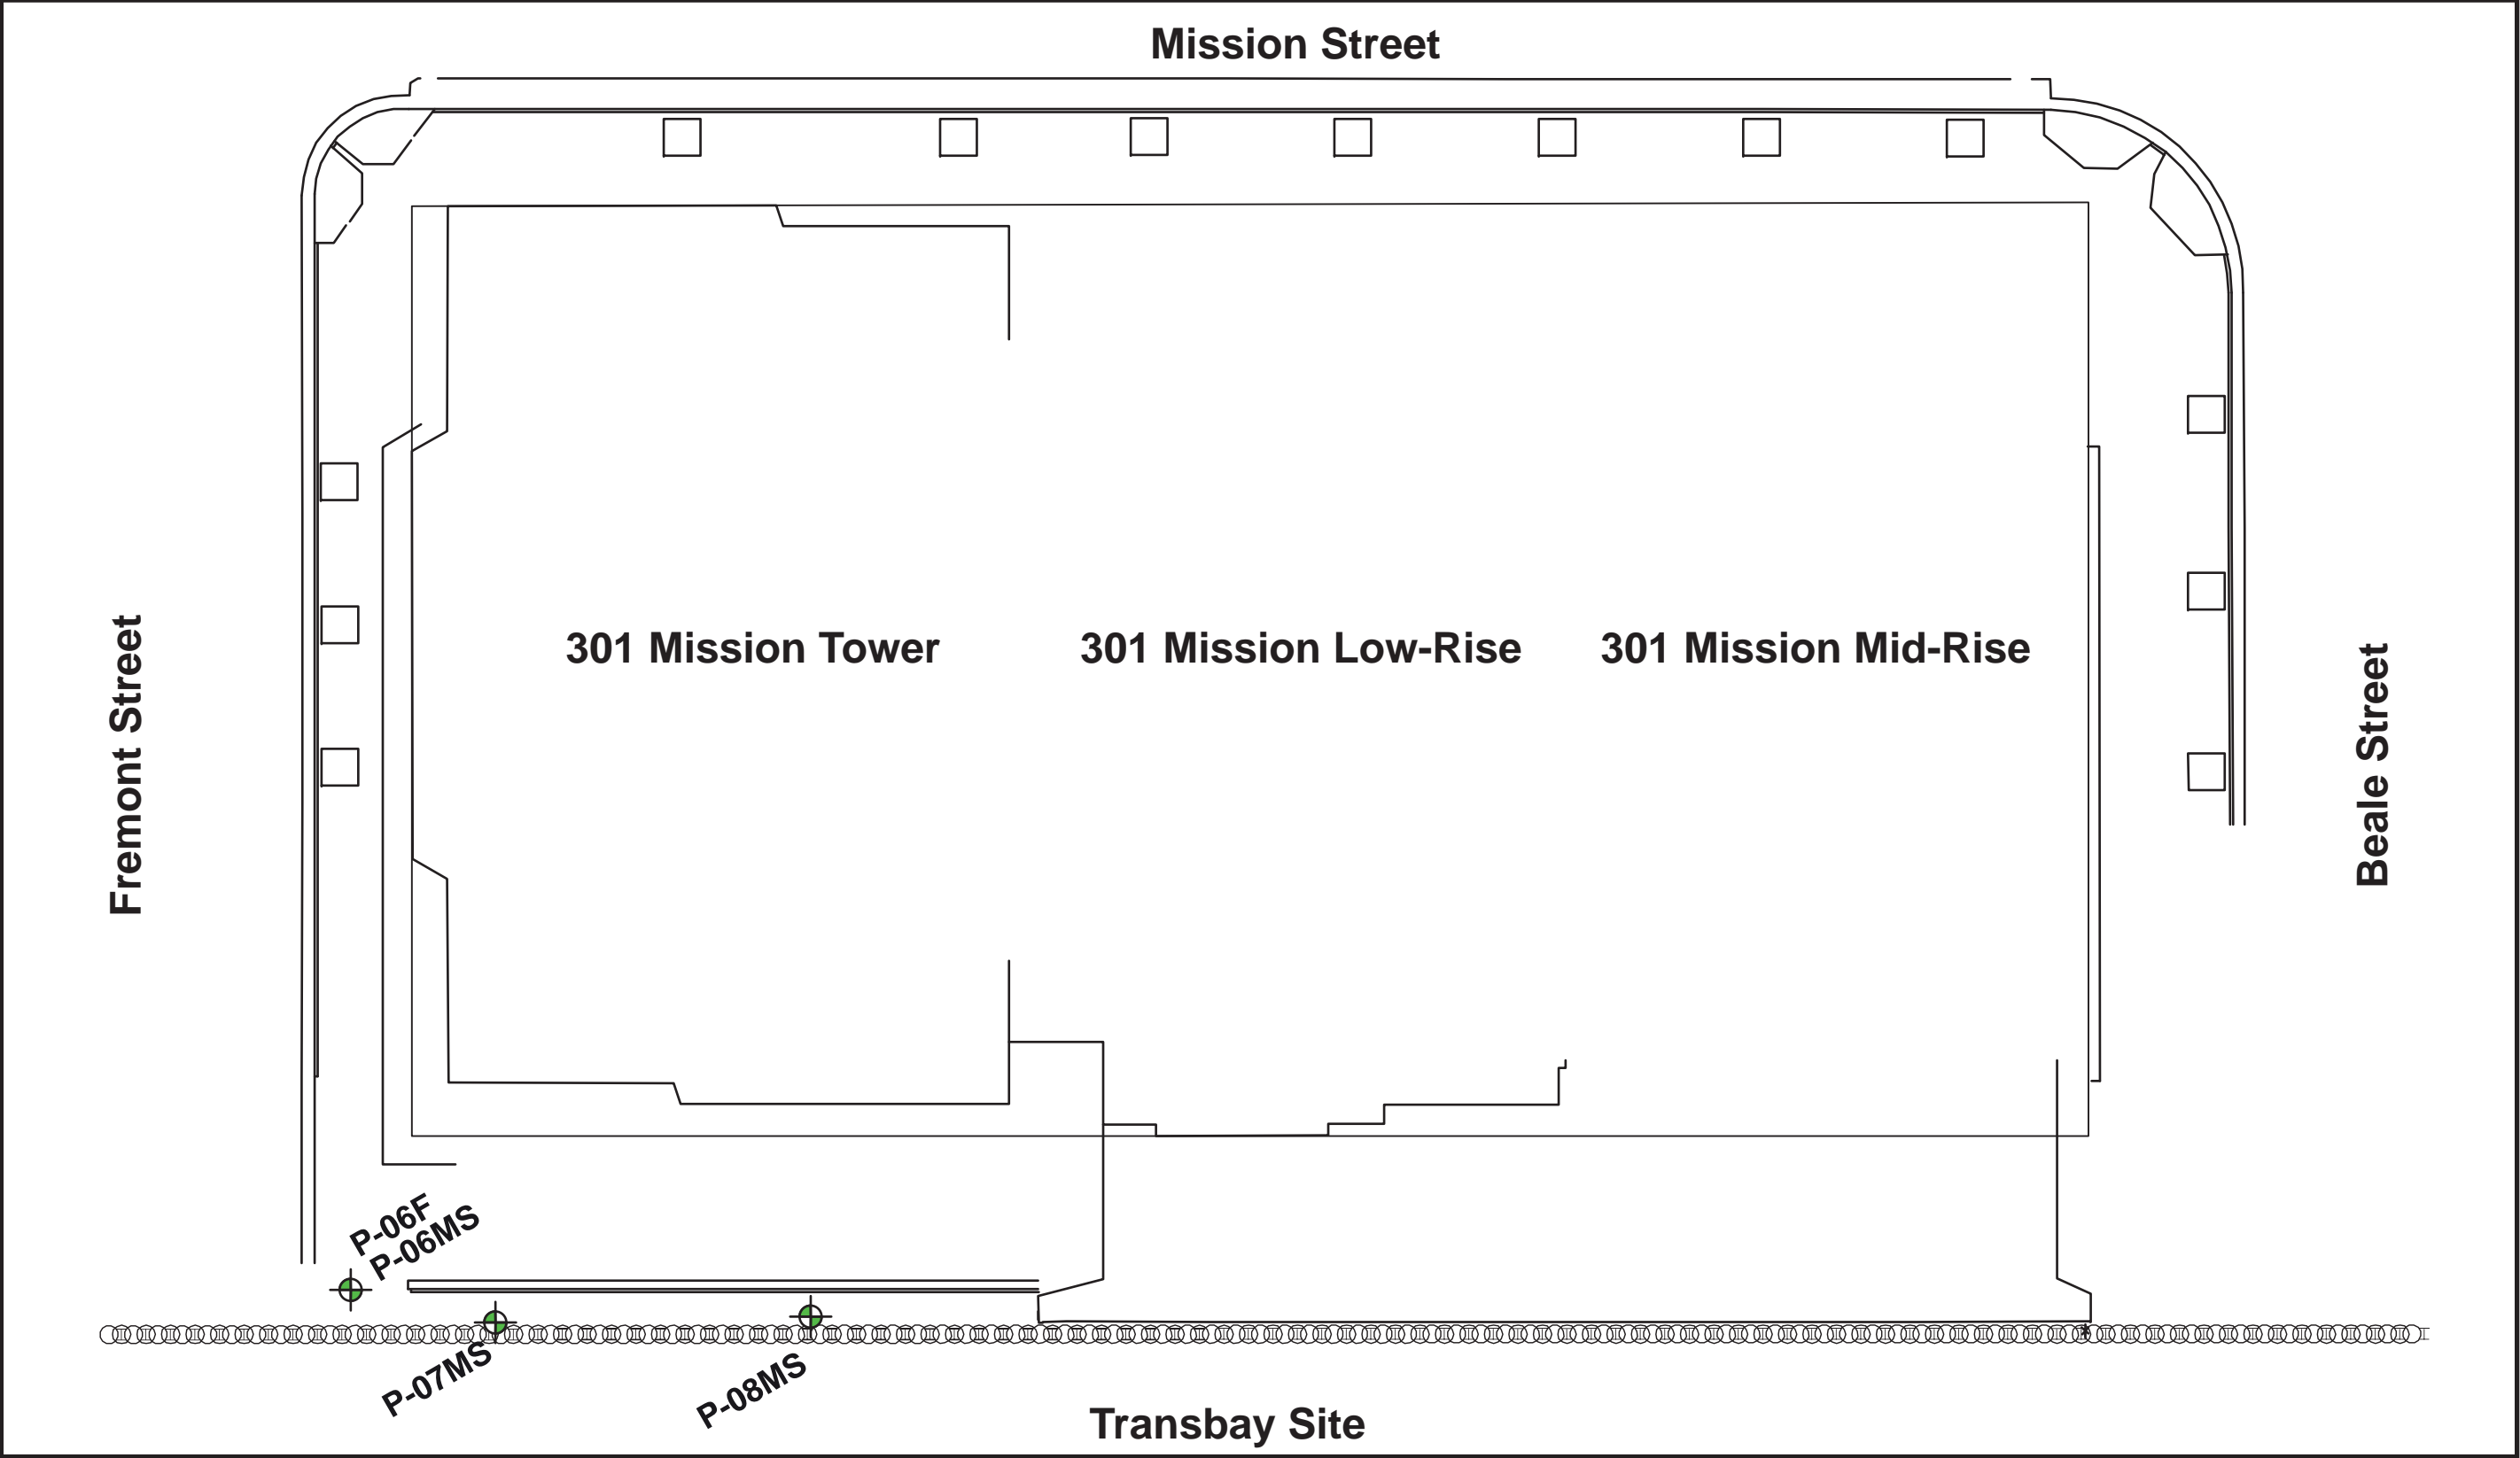 Mission Street
301 Mission Tower
301 Mission Low-Rise
301 Mission Mid-Rise
Fremont Street
Beale Street
P-06F
P-06MS
P-07MS
P-08MS
Transbay Site